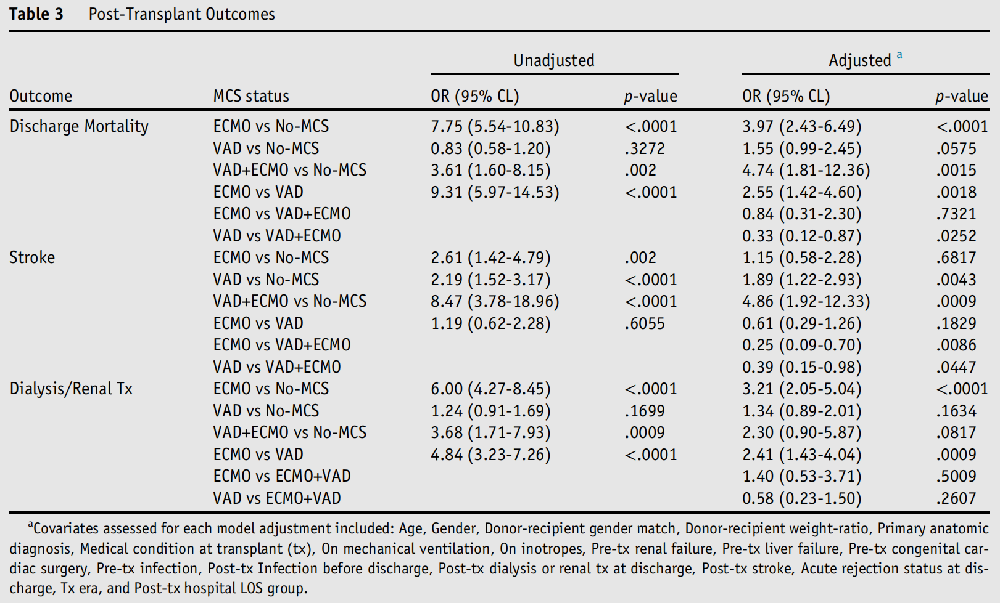 Table 3 Post-Transplant Outcomes
Unadjusted Adjusted a
Outcome MCS status OR (95% CL) p-value OR (95% CL) p-value
Discharge Mortality ECMO vs No-MCS 7.75 (5.54-10.83) <.0001 3.97 (2.43-6.49) <.0001
VAD vs No-MCS 0.83 (0.58-1.20) .3272 1.55 (0.99-2.45) .0575
VAD+ECMO vs No-MCS 3.61 (1.60-8.15) .002 4.74 (1.81-12.36) .0015
ECMO vs VAD 9.31 (5.97-14.53) <.0001 2.55 (1.42-4.60) .0018
ECMO vs VAD+ECMO 0.84 (0.31-2.30) .7321
VAD vs VAD+ECMO 0.33 (0.12-0.87) .0252
Stroke ECMO vs No-MCS 2.61 (1.42-4.79) .002 1.15 (0.58-2.28) .6817
VAD vs No-MCS 2.19 (1.52-3.17) <.0001 1.89 (1.22-2.93) .0043
VAD+ECMO vs No-MCS 8.47 (3.78-18.96) <.0001 4.86 (1.92-12.33) .0009
ECMO vs VAD 1.19 (0.62-2.28) .6055 0.61 (0.29-1.26) .1829
ECMO vs VAD+ECMO 0.25 (0.09-0.70) .0086
VAD vs VAD+ECMO 0.39 (0.15-0.98) .0447
Dialysis/Renal Tx ECMO vs No-MCS 6.00 (4.27-8.45) <.0001 3.21 (2.05-5.04) <.0001
VAD vs No-MCS 1.24 (0.91-1.69) .1699 1.34 (0.89-2.01) .1634
VAD+ECMO vs No-MCS 3.68 (1.71-7.93) .0009 2.30 (0.90-5.87) .0817
ECMO vs VAD 4.84 (3.23-7.26) <.0001 2.41 (1.43-4.04) .0009
ECMO vs ECMO+VAD 1.40 (0.53-3.71) .5009
VAD vs ECMO+VAD 0.58 (0.23-1.50) .2607
aCovariates assessed for each model adjustment included: Age, Gender, Donor-recipient gender match, Donor-recipient weight-ratio, Primary anatomic
diagnosis, Medical condition at transplant (tx), On mechanical ventilation, On inotropes, Pre-tx renal failure, Pre-tx liver failure, Pre-tx congenital car-
diac surgery, Pre-tx infection, Post-tx Infection before discharge, Post-tx dialysis or renal tx at discharge, Post-tx stroke, Acute rejection status at dis-
charge, Tx era, and Post-tx hospital LOS group.